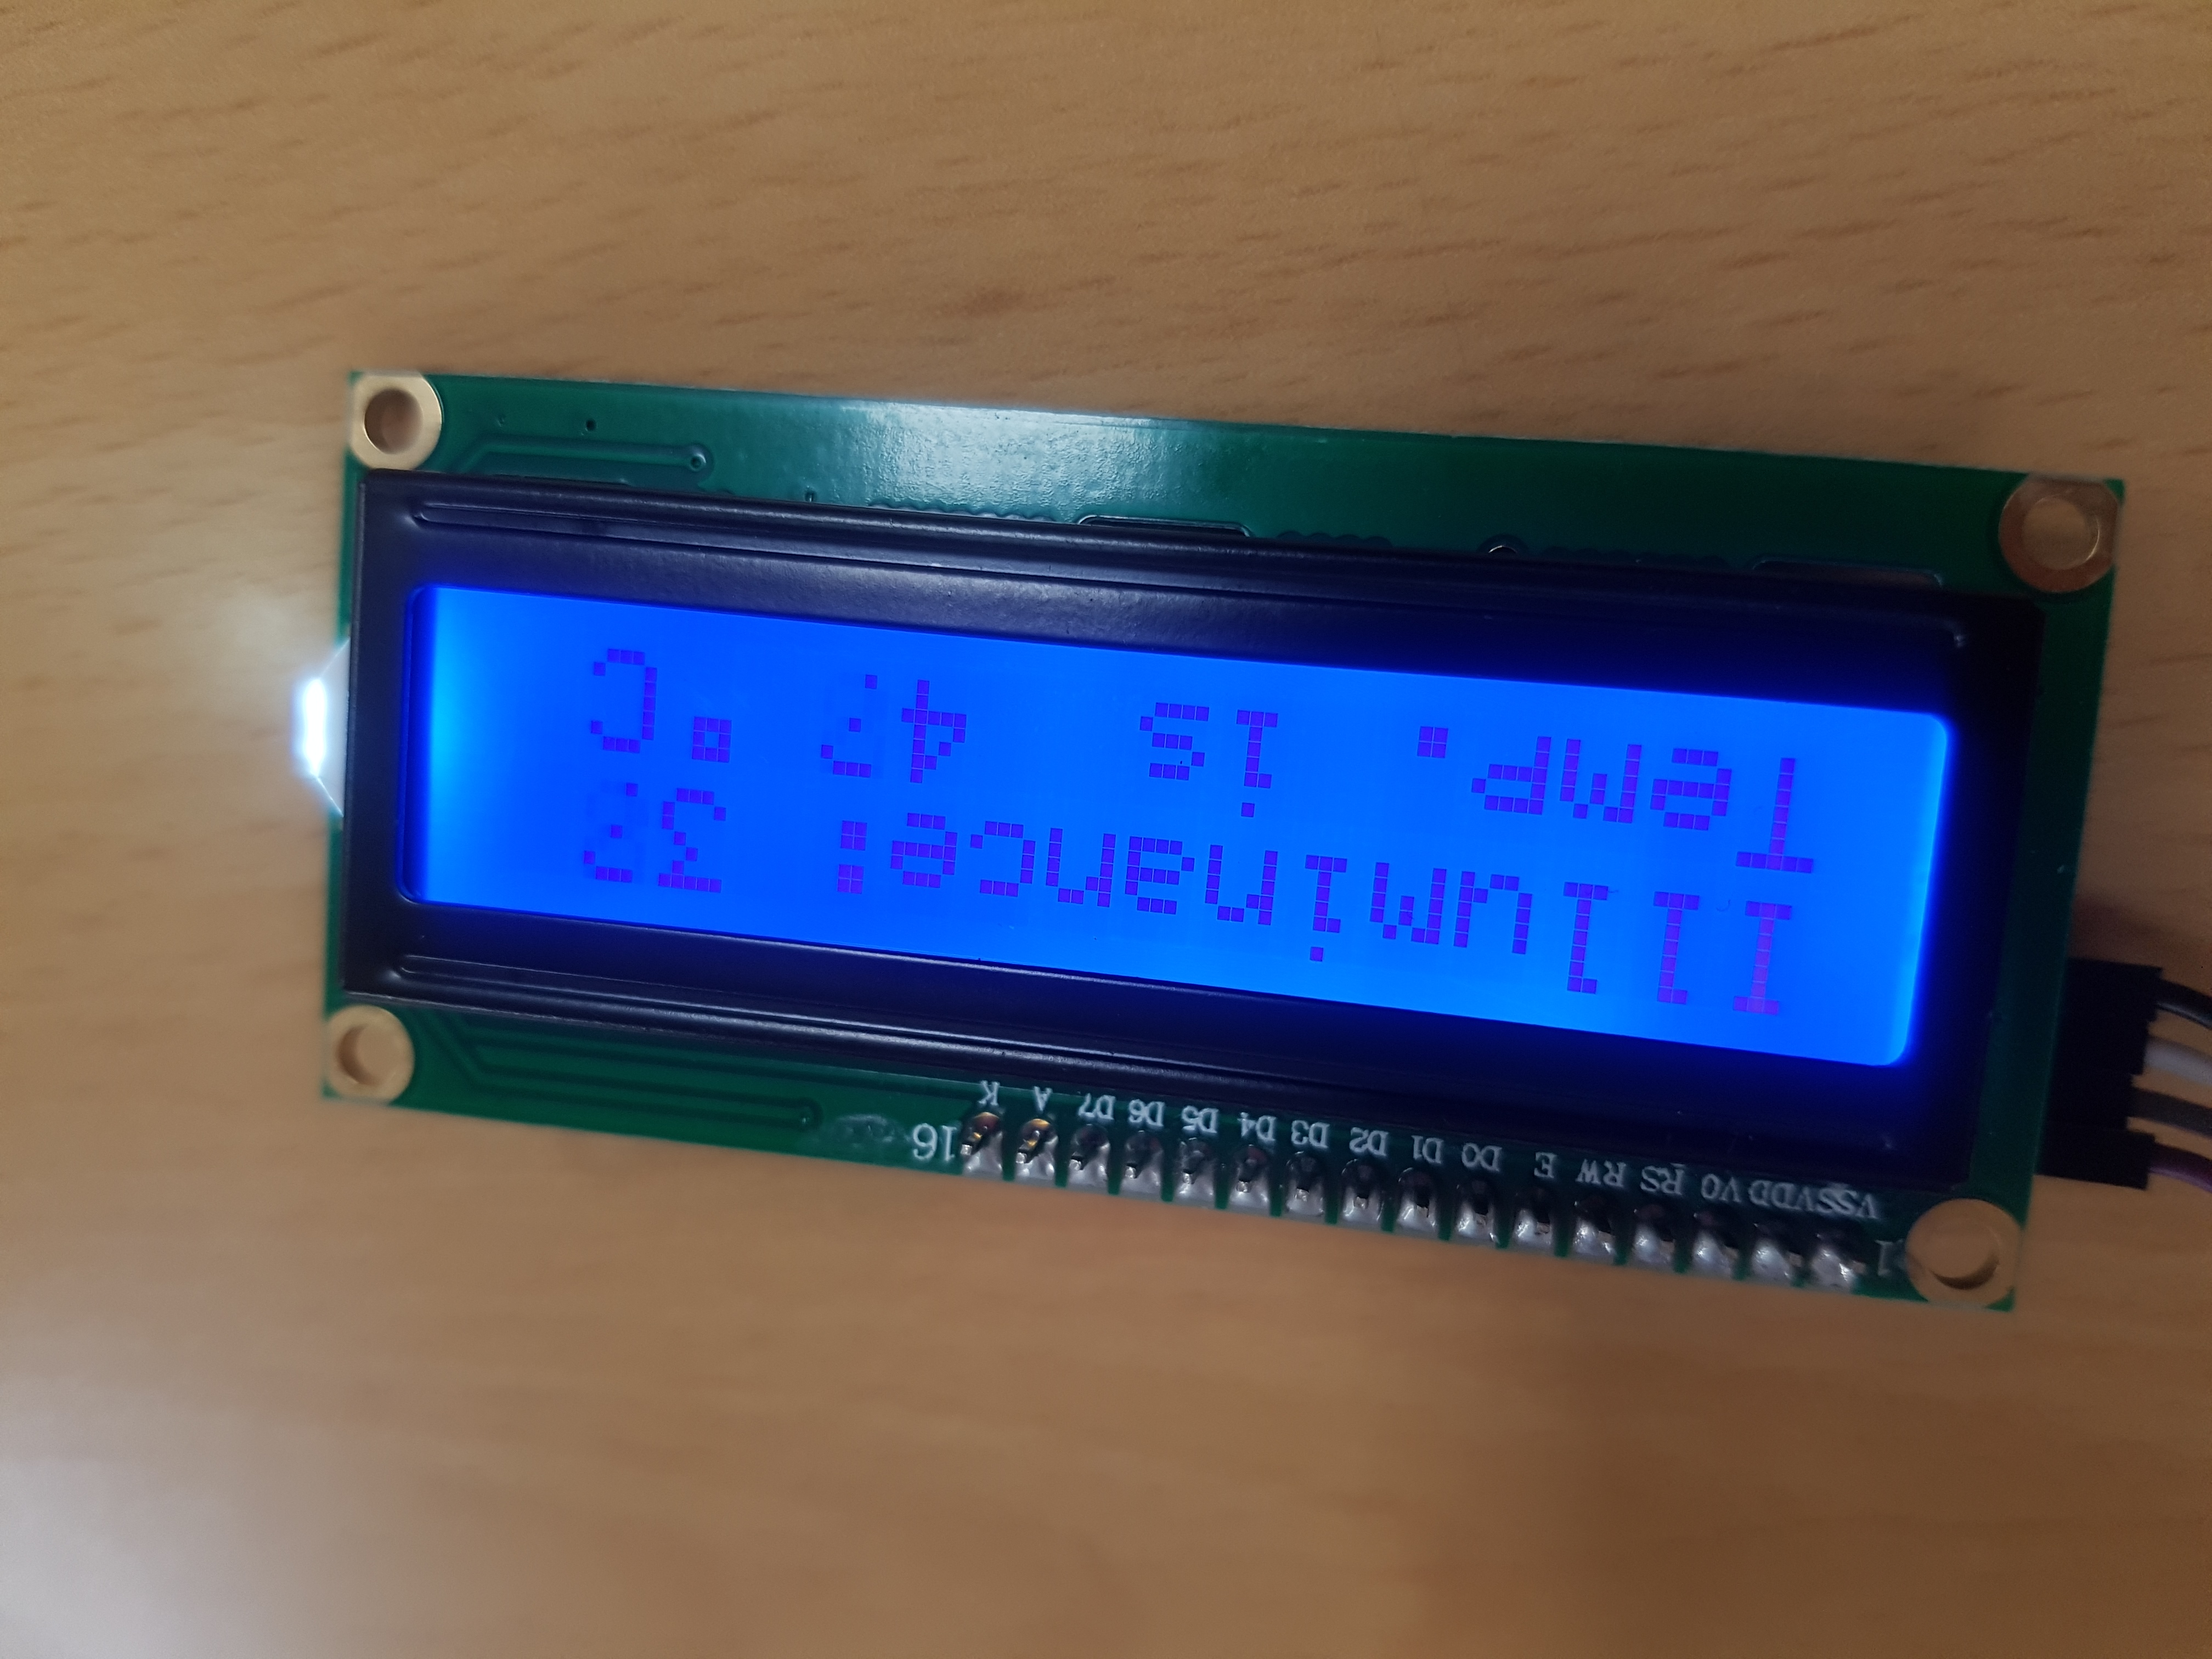 1 16
VSS VDD V0 RS RW E D0 D1 D2 D3 D4 D5 D6 D7 A K
Illuminance: 3?
Temp. is 4? °C